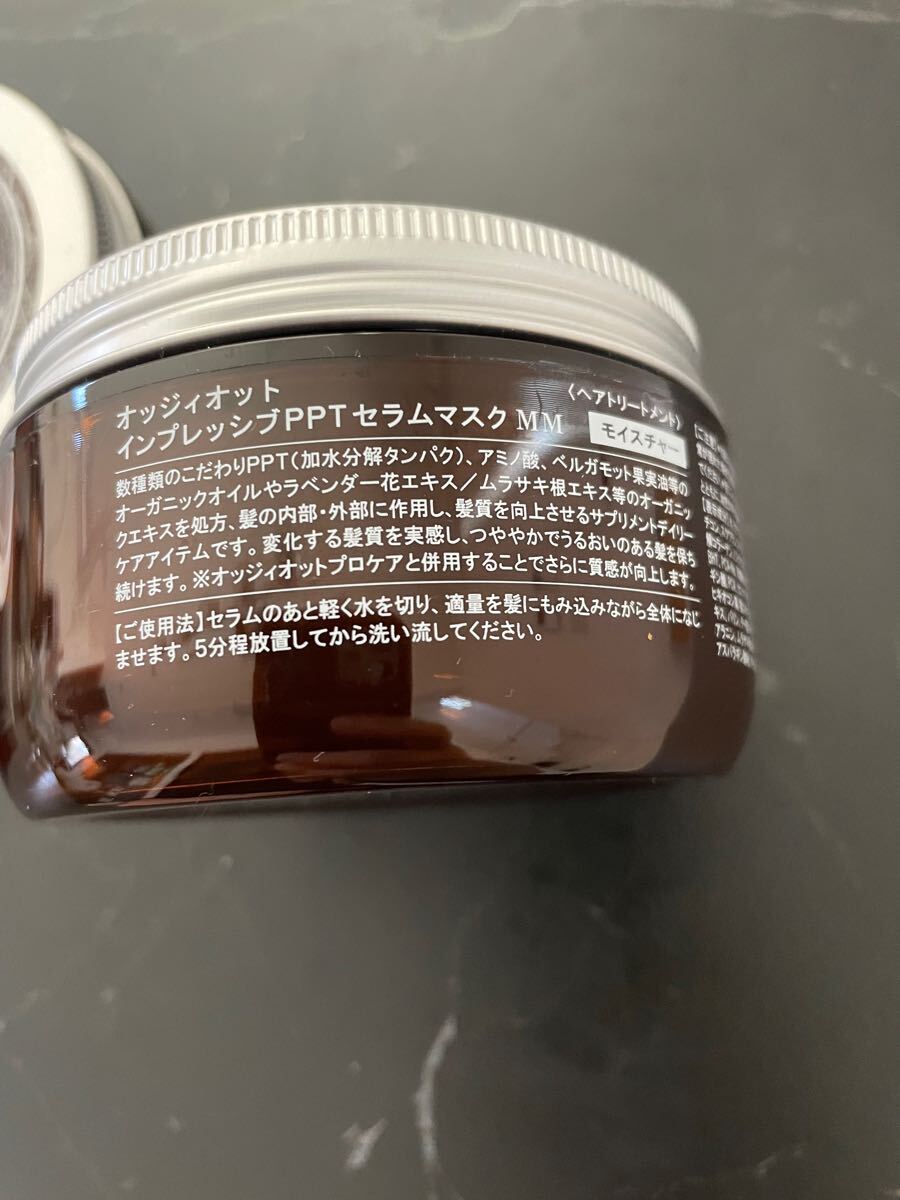 オッジィオット
インプレッシブPPTセラムマスク MM
〈ヘアトリートメント〉
モイスチャー
数種類のこだわりPPT(加水分解タンパク)、アミノ酸、ベルガモット果実油等の
オーガニックオイルやラベンダー花エキス／ムラサキ根エキス等のオーガニッ
クエキスを処方、髪の内部・外部に作用し、髪質を向上させるサプリメントデイリー
ケアアイテムです。変化する髪質を実感し、つややかでうるおいのある髪を保ち
続けます。※オッジィオットプロケアと併用することでさらに質感が向上します。
【ご使用法】セラムのあと軽く水を切り、適量を髪にもみ込みながら全体になじ
ませます。5分程放置してから洗い流してください。